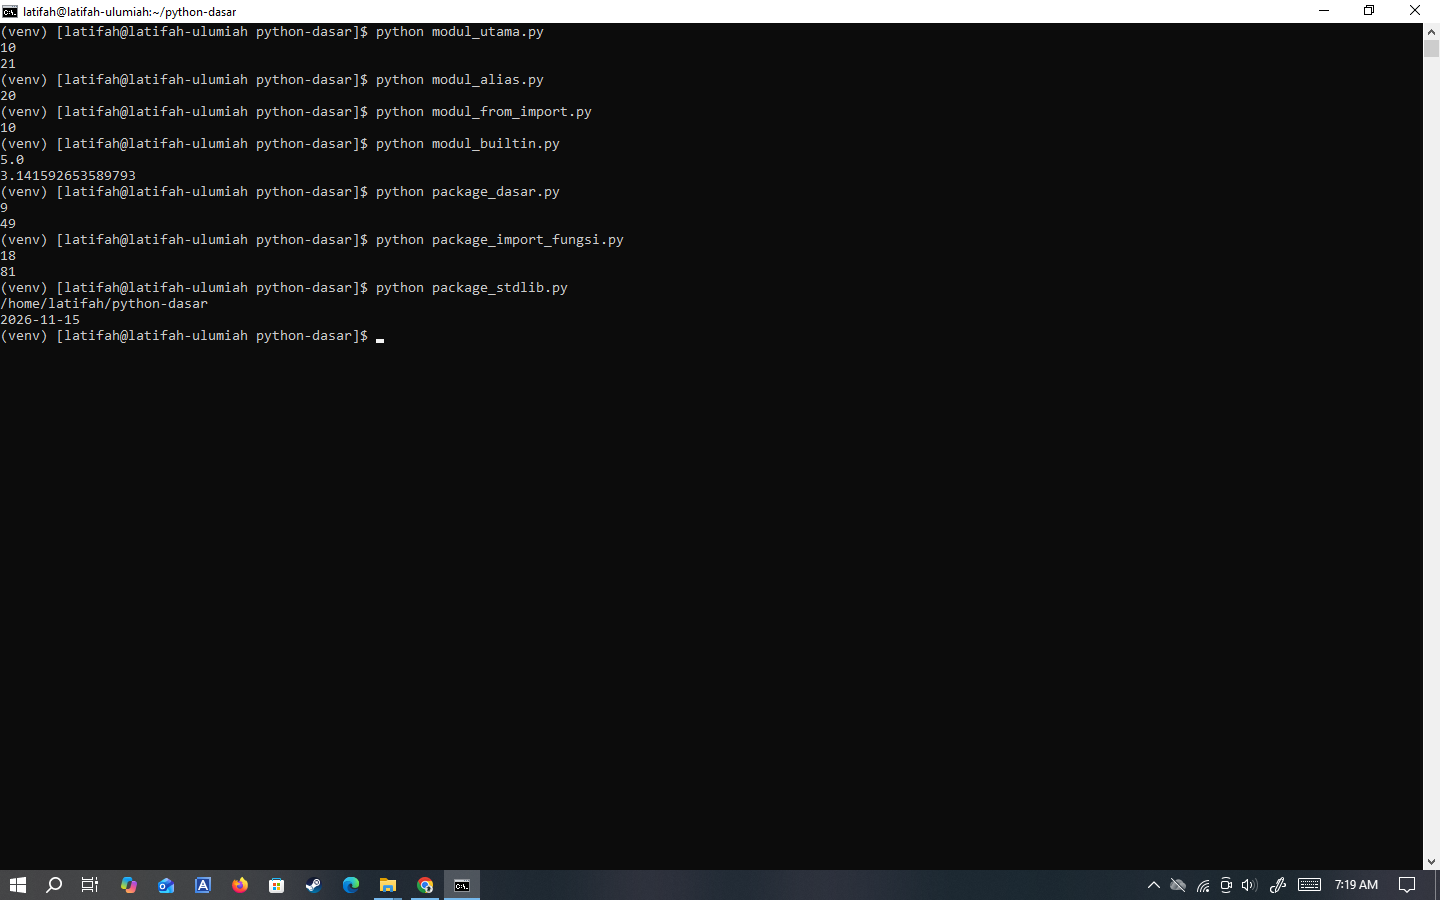 latifah@latifah-ulumiah:~/python-dasar
(venv) [latifah@latifah-ulumiah python-dasar]$ python modul_utama.py
10
21
(venv) [latifah@latifah-ulumiah python-dasar]$ python modul_alias.py
20
(venv) [latifah@latifah-ulumiah python-dasar]$ python modul_from_import.py
10
(venv) [latifah@latifah-ulumiah python-dasar]$ python modul_builtin.py
5.0
3.141592653589793
(venv) [latifah@latifah-ulumiah python-dasar]$ python package_dasar.py
9
49
(venv) [latifah@latifah-ulumiah python-dasar]$ python package_import_fungsi.py
18
81
(venv) [latifah@latifah-ulumiah python-dasar]$ python package_stdlib.py
/home/latifah/python-dasar
2026-11-15
(venv) [latifah@latifah-ulumiah python-dasar]$
7:19 AM